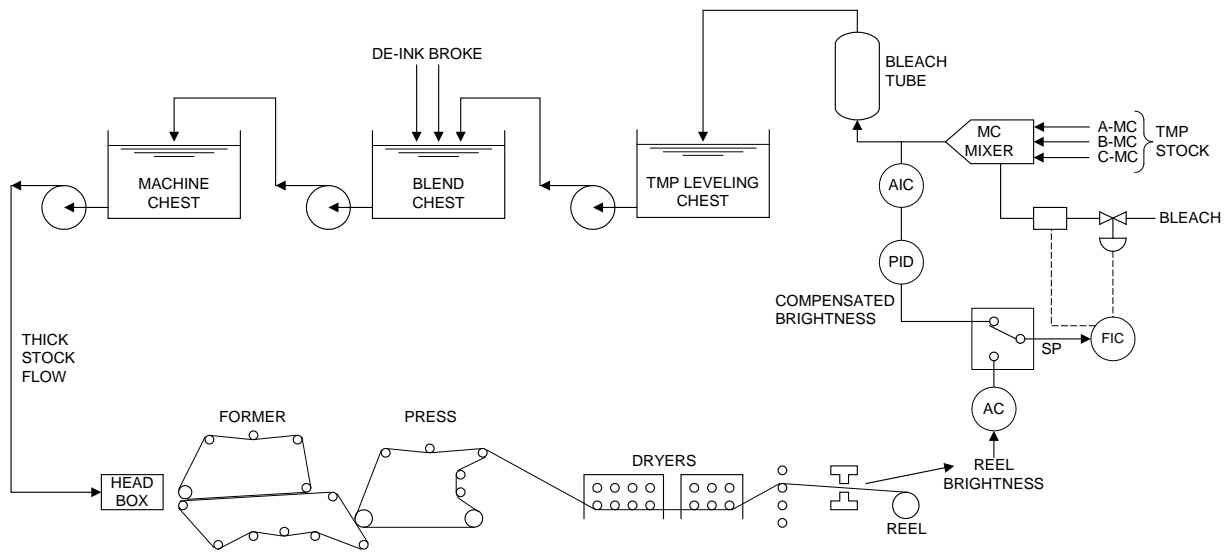 DE-INK BROKE
BLEACH
TUBE
MC
MIXER
A-MC
B-MC
C-MC
TMP
STOCK
MACHINE
CHEST
BLEND
CHEST
TMP LEVELING
CHEST
AIC
BLEACH
PID
COMPENSATED
BRIGHTNESS
SP
FIC
THICK
STOCK
FLOW
AC
FORMER
PRESS
DRYERS
REEL
BRIGHTNESS
HEAD
BOX
REEL